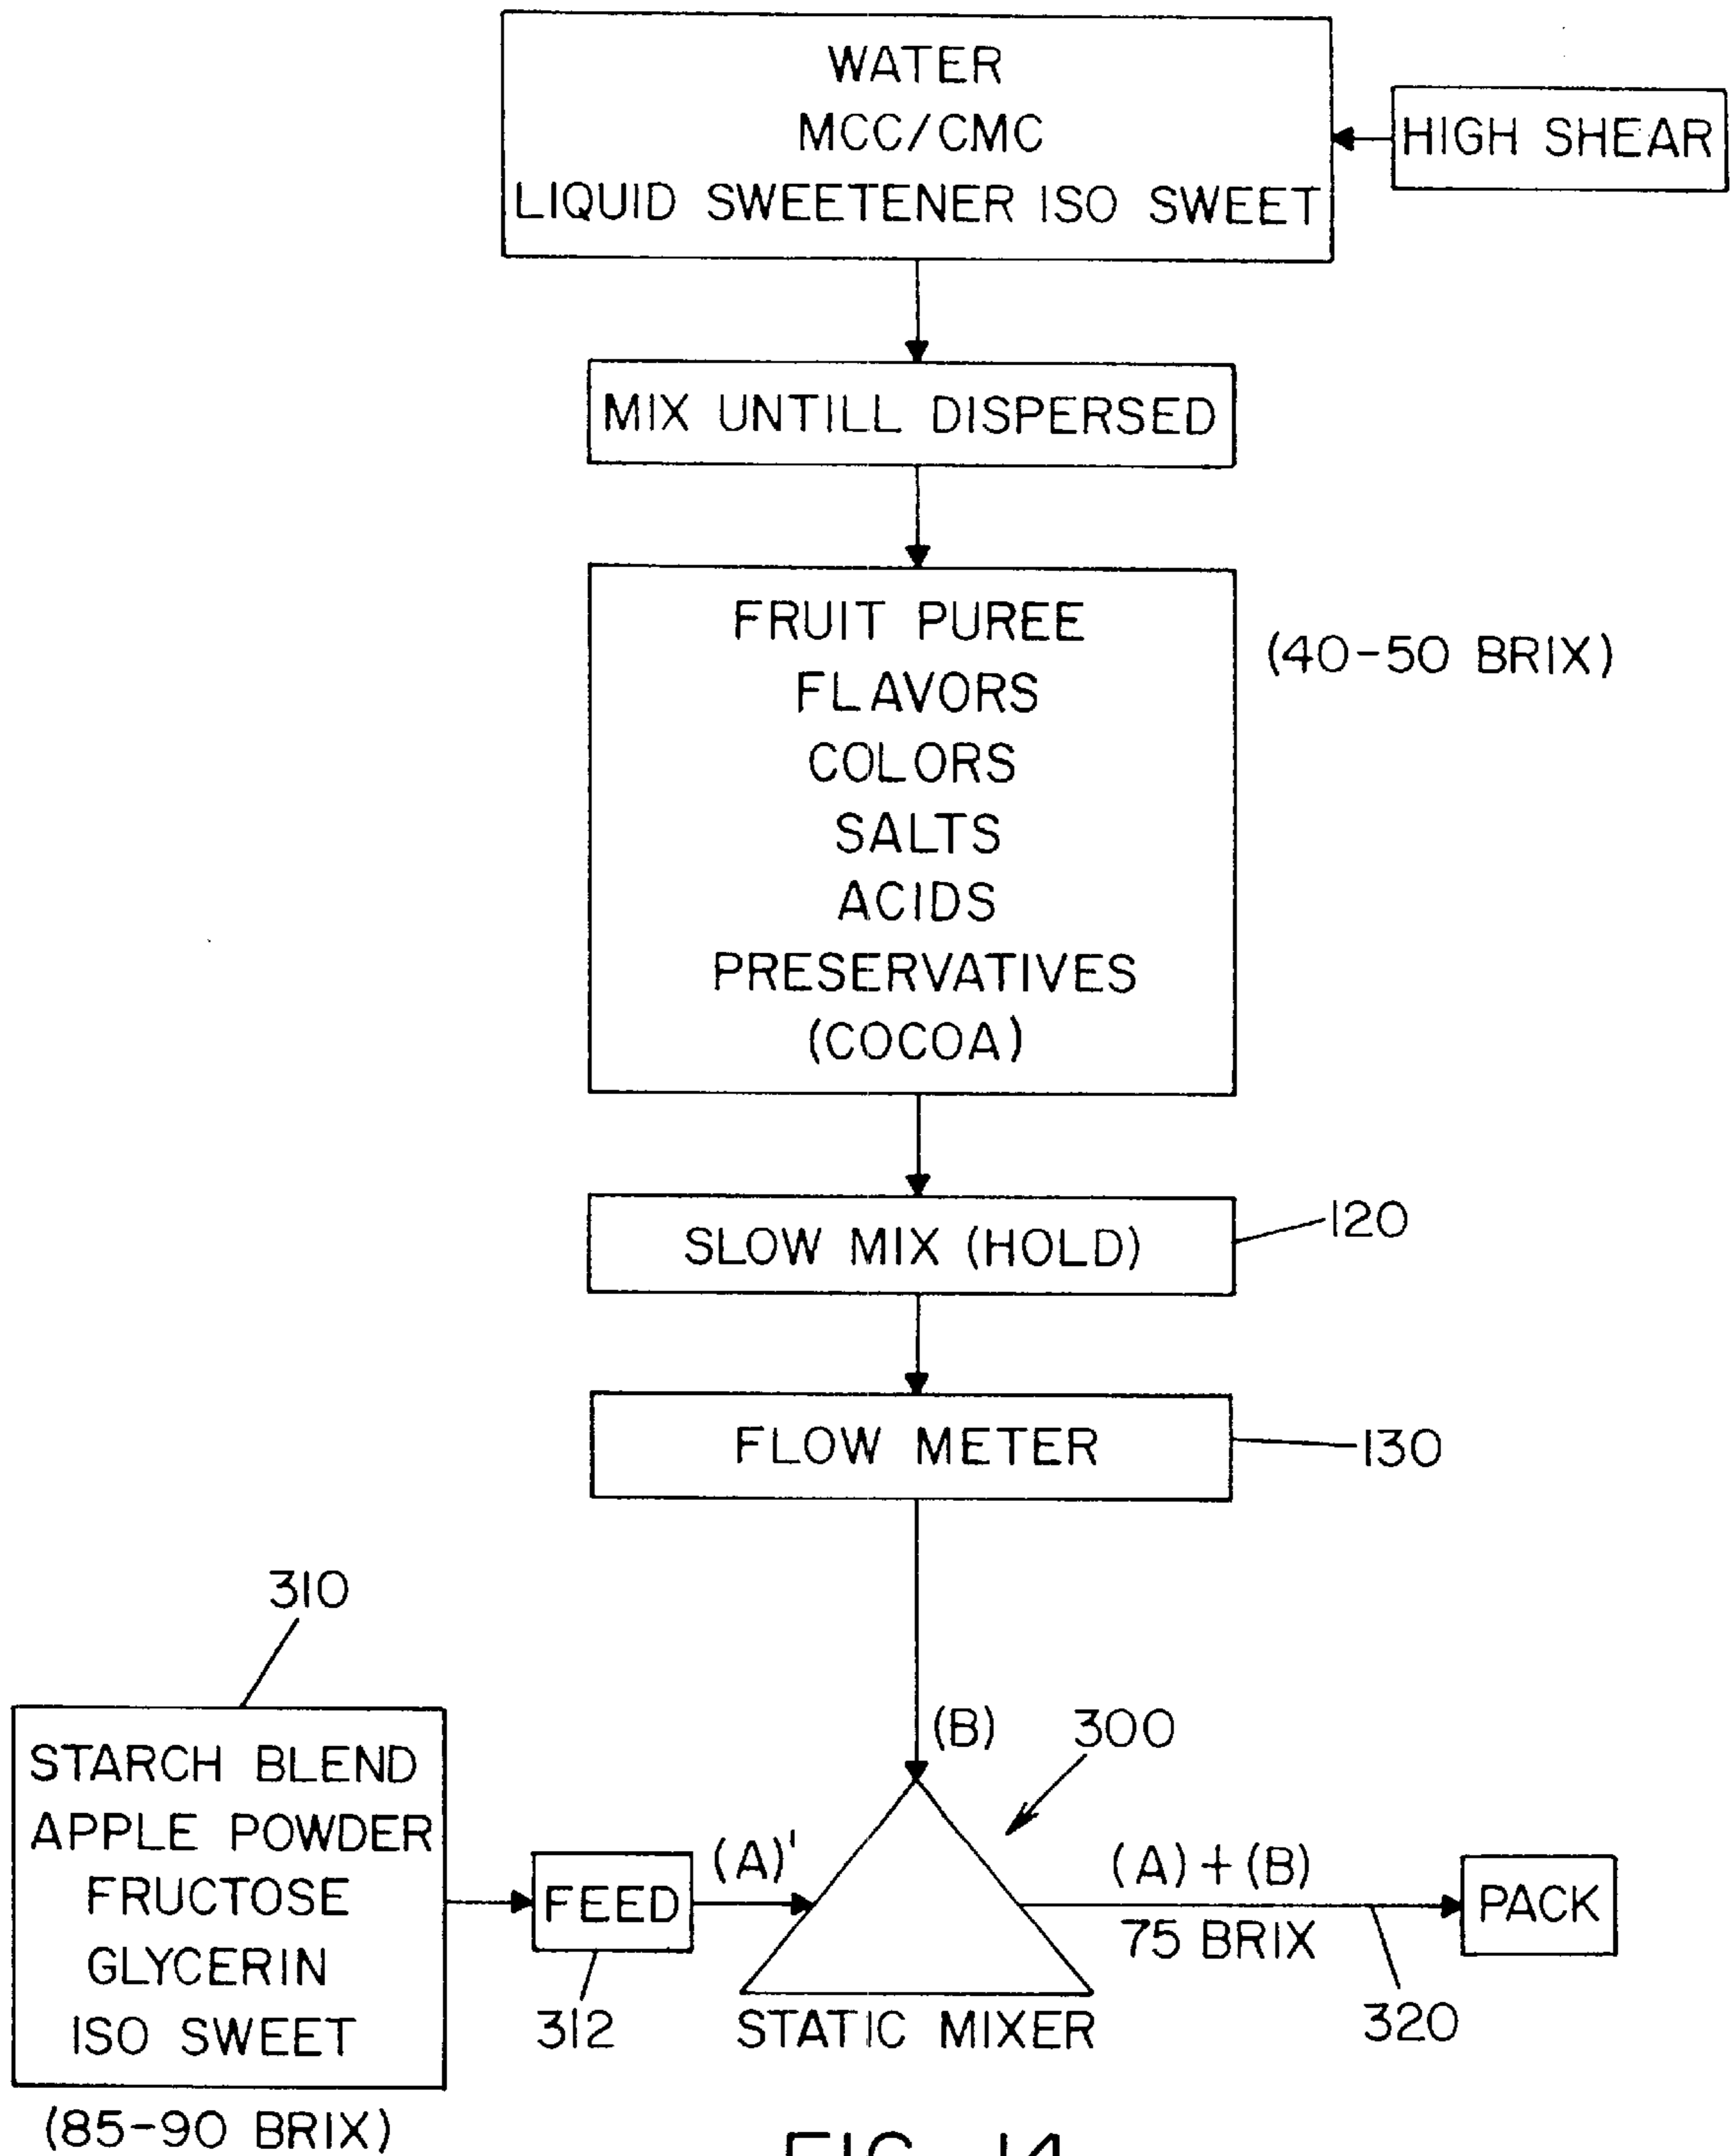 WATER
MCC/CMC
LIQUID SWEETENER ISO SWEET
HIGH SHEAR
MIX UNTILL DISPERSED
FRUIT PUREE
FLAVORS
COLORS
SALTS
ACIDS
PRESERVATIVES
(COCOA)
(40-50 BRIX)
SLOW MIX (HOLD)
120
FLOW METER
130
310
STARCH BLEND
APPLE POWDER
FRUCTOSE
GLYCERIN
ISO SWEET
(85-90 BRIX)
FEED
312
(A)'
(B)
300
STATIC MIXER
(A)+(B)
75 BRIX
320
PACK
FIG. 14